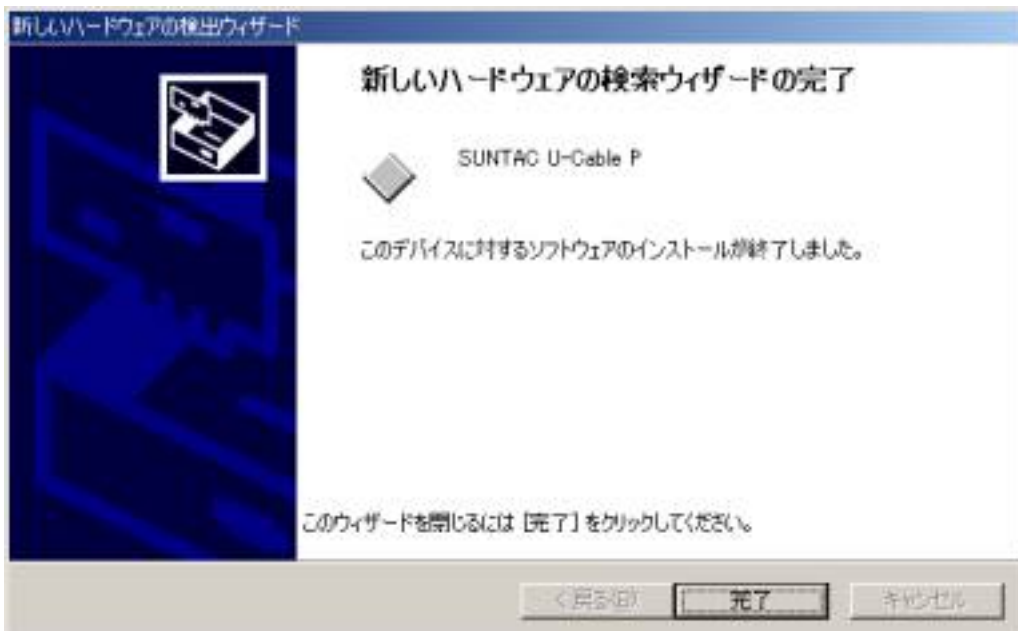 新しいハードウェアの検出ウィザード
新しいハードウェアの検索ウィザードの完了
SUNTAC U-Cable P
このデバイスに対するソフトウェアのインストールが終了しました。
このウィザードを閉じるには [完了] をクリックしてください。
< 戻る(B)
完了
キャンセル